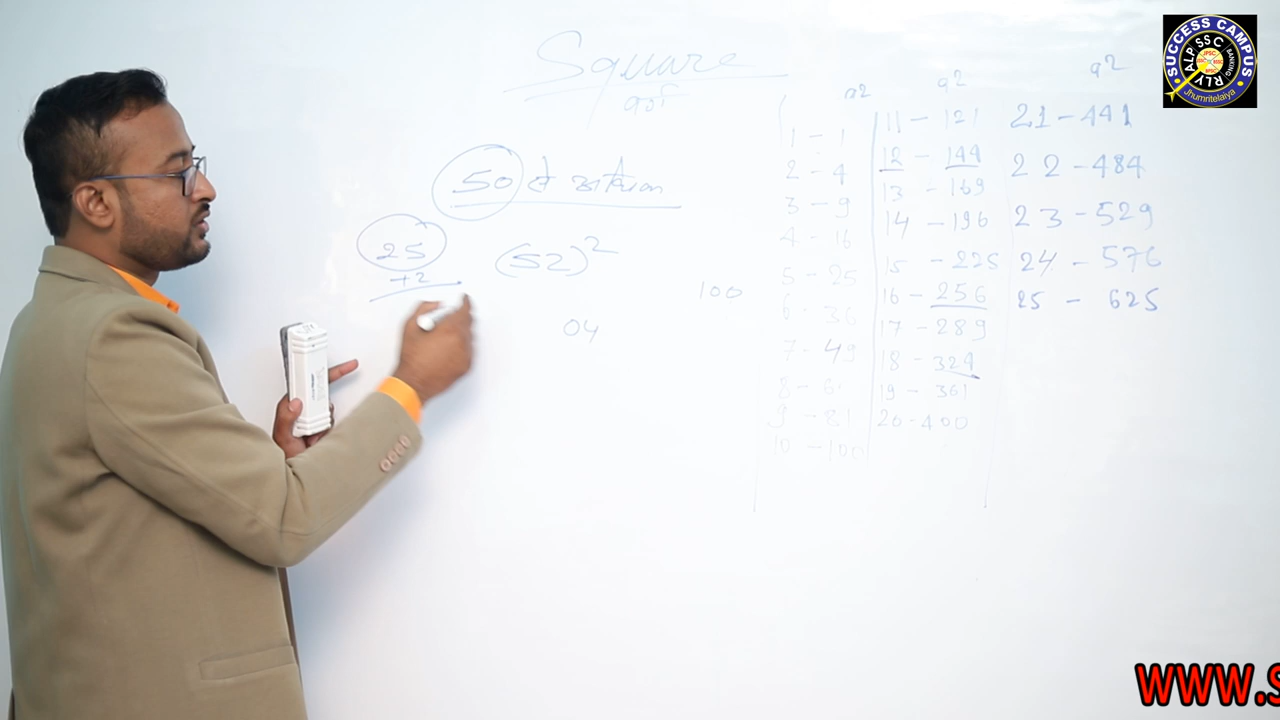 Square
वर्ग
50 से
25
+2
(52)²
04
100
a²
1 - 1
2 - 4
3 - 9
4 - 16
5 - 25
6 - 36
7 - 49
9 - 81
10 - 100
a²
11 - 121
12 - 144
13 - 169
14 - 196
15 - 225
16 - 256
17 - 289
18 - 324
19 - 361
20 - 400
a²
21 - 441
22 - 484
23 - 529
24 - 576
25 - 625
SUCCESS CAMPUS
ALP SSC BANKING RLY
JPSC
BPSC
Jhumritelaiya
WWW.S